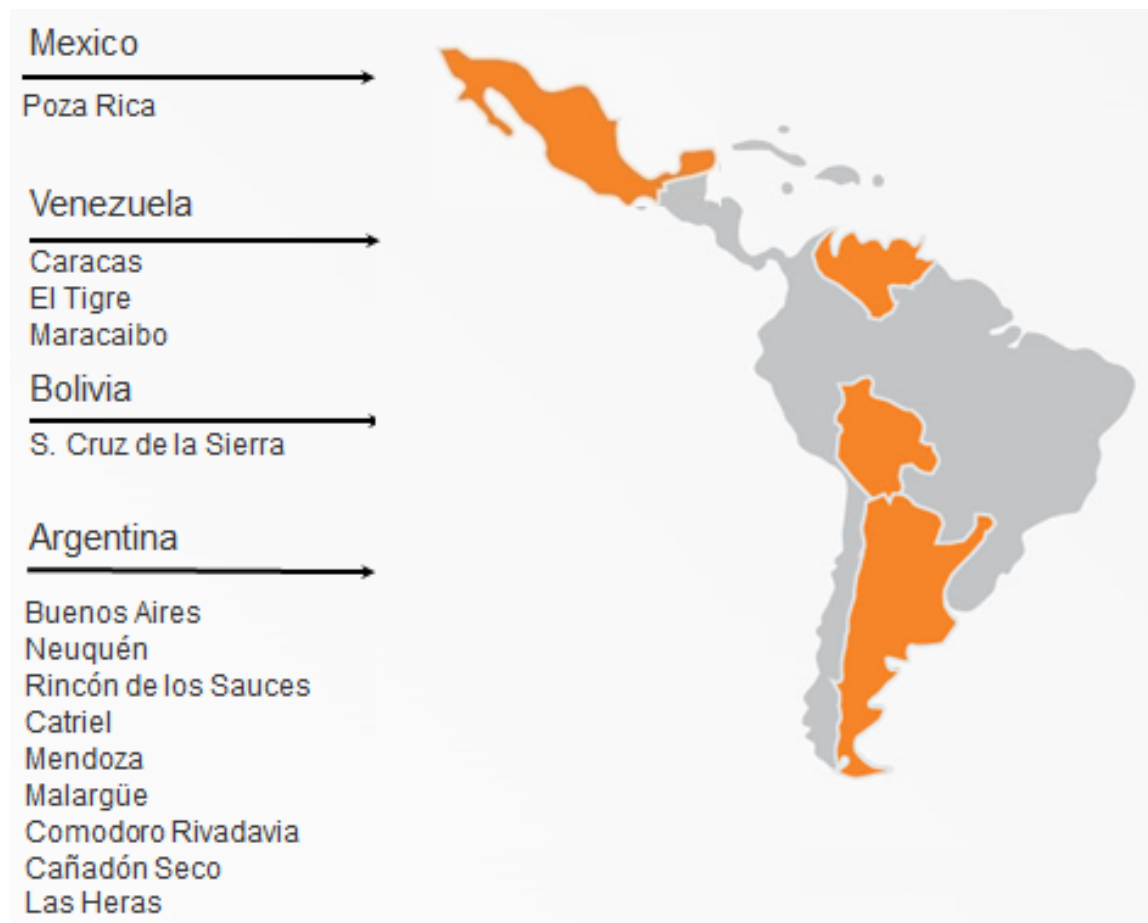 Mexico
Poza Rica
Venezuela
Caracas
El Tigre
Maracaibo
Bolivia
S. Cruz de la Sierra
Argentina
Buenos Aires
Neuquén
Rincón de los Sauces
Catriel
Mendoza
Malargüe
Comodoro Rivadavia
Cañadón Seco
Las Heras